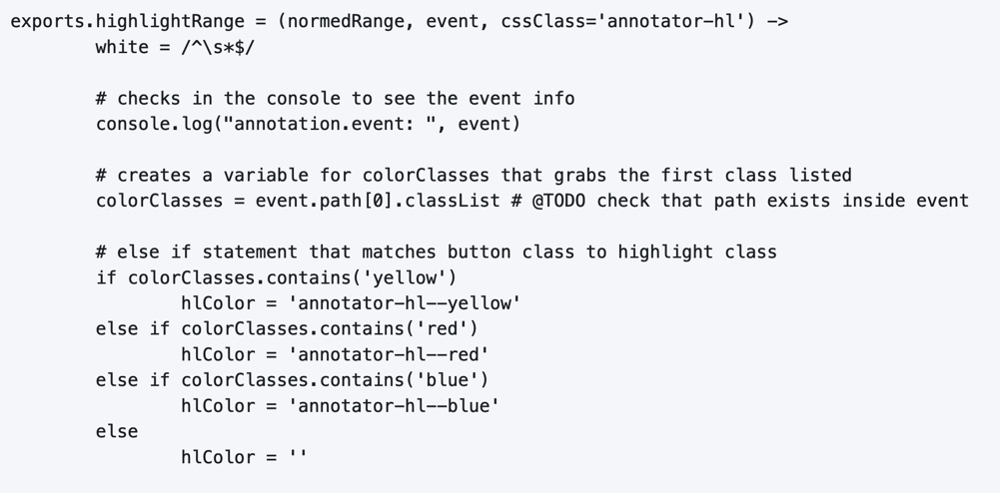 exports.highlightRange = (normedRange, event, cssClass='annotator-hl') ->
        white = /^\s*$/

        # checks in the console to see the event info
        console.log("annotation.event: ", event)

        # creates a variable for colorClasses that grabs the first class listed
        colorClasses = event.path[0].classList # @TODO check that path exists inside event

        # else if statement that matches button class to highlight class
        if colorClasses.contains('yellow')
                hlColor = 'annotator-hl--yellow'
        else if colorClasses.contains('red')
                hlColor = 'annotator-hl--red'
        else if colorClasses.contains('blue')
                hlColor = 'annotator-hl--blue'
        else
                hlColor = ''